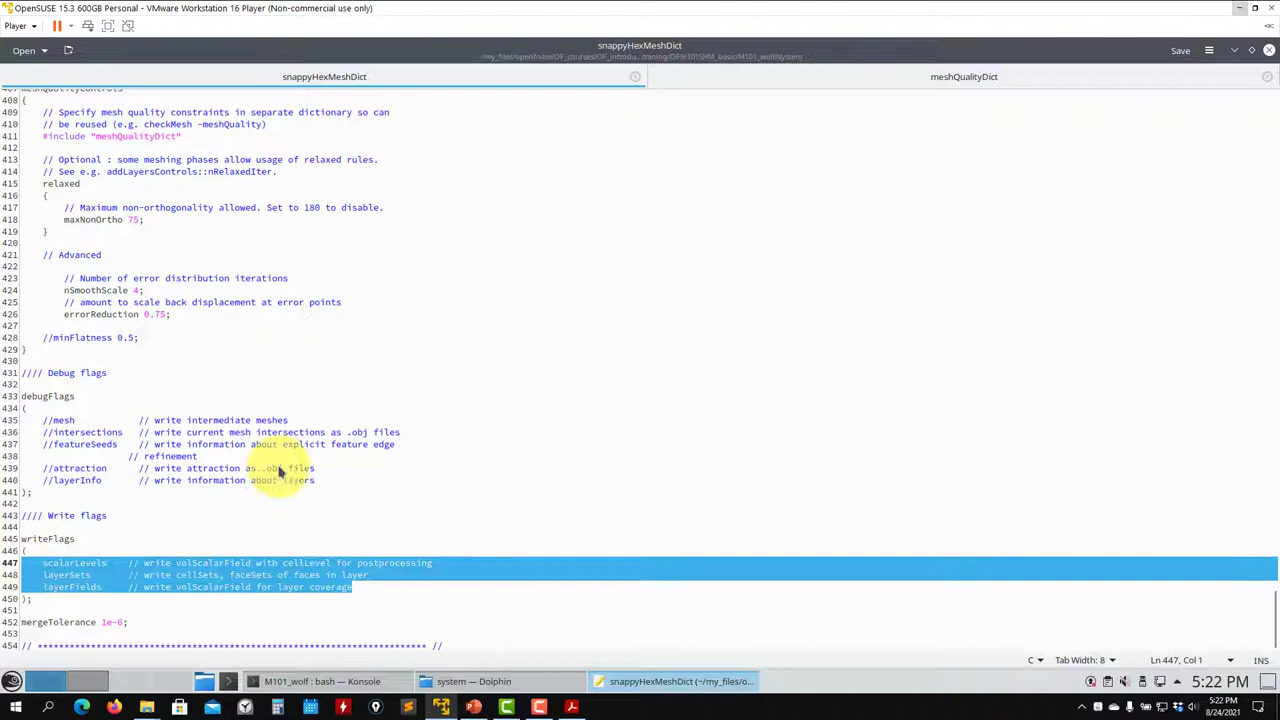 OpenSUSE 15.3 600GB Personal - VMware Workstation 16 Player (Non-commercial use only)
Player
Open
snappyHexMeshDict
Save
snappyHexMeshDict
meshQualityDict
408 {
409 // Specify mesh quality constraints in separate dictionary so can
410 // be reused (e.g. checkMesh -meshQuality)
411 #include "meshQualityDict"
412
413 // Optional : some meshing phases allow usage of relaxed rules.
414 // See e.g. addLayersControls::nRelaxedIter.
415 relaxed
416 {
417 // Maximum non-orthogonality allowed. Set to 180 to disable.
418 maxNonOrtho 75;
419 }
420
421 // Advanced
422
423 // Number of error distribution iterations
424 nSmoothScale 4;
425 // amount to scale back displacement at error points
426 errorReduction 0.75;
427
428 //minFlatness 0.5;
429 }
430
431 //// Debug flags
432
433 debugFlags
434 (
435 //mesh // write intermediate meshes
436 //intersections // write current mesh intersections as .obj files
437 //featureSeeds // write information about explicit feature edge
438 // refinement
439 //attraction // write attraction as .obj files
440 //layerInfo // write information about layers
441 );
442
443 //// Write flags
444
445 writeFlags
446 (
447 scalarLevels // write volScalarField with cellLevel for postprocessing
448 layerSets // write cellSets, faceSets of faces in layer
449 layerFields // write volScalarField for layer coverage
450 );
451
452 mergeTolerance 1e-6;
453
454 // ************************************************************************* //
C Tab Width: 8 Ln 447, Col 1 INS
M101_wolf : bash — Konsole
system — Dolphin
snappyHexMeshDict (~/my_files/o...
5:22 PM
5:22 PM
8/24/2021